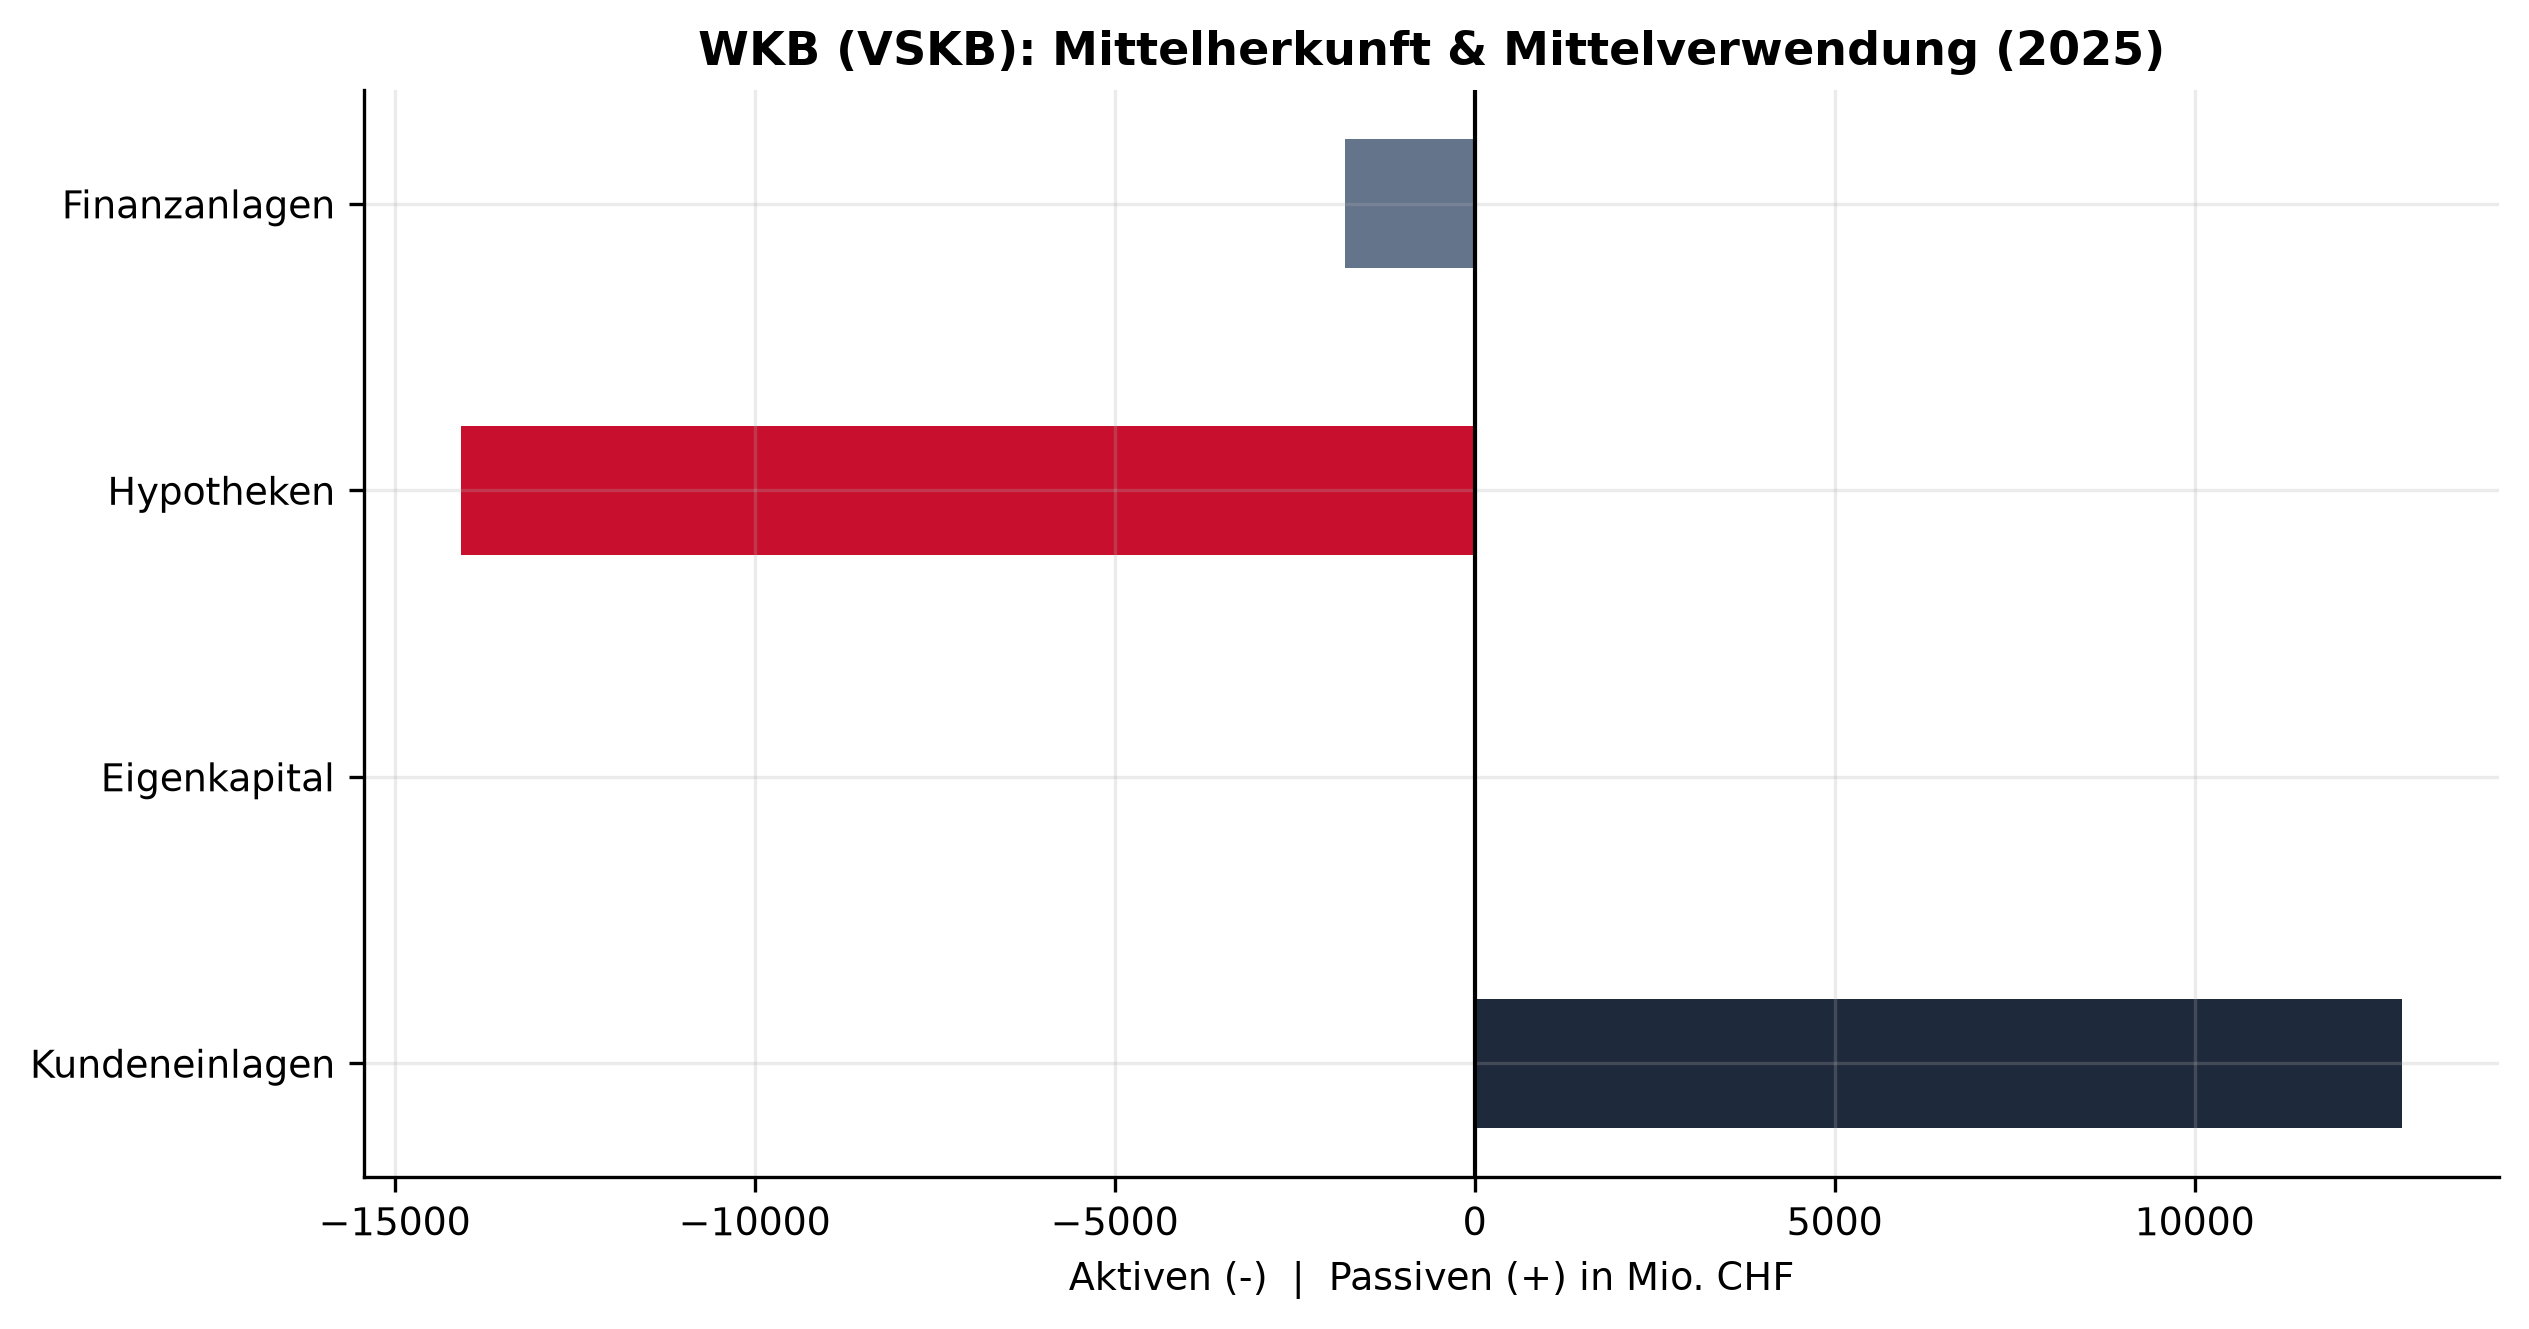 WKB (VSKB): Mittelherkunft & Mittelverwendung (2025)
Finanzanlagen
Hypotheken
Eigenkapital
Kundeneinlagen
−15000 −10000 −5000 0 5000 10000
Aktiven (-) | Passiven (+) in Mio. CHF